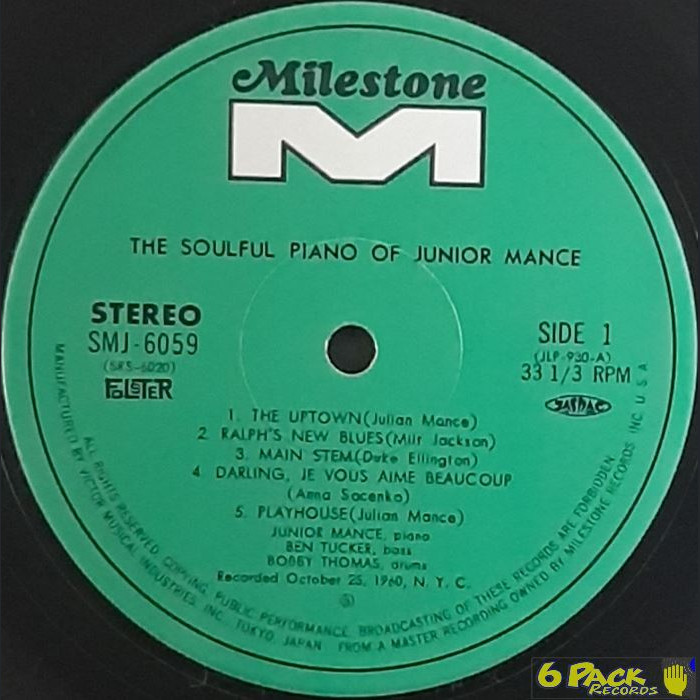 Milestone
M
THE SOULFUL PIANO OF JUNIOR MANCE
STEREO
SMJ-6059
(SRS-6020)
POLSTER
SIDE 1
(JLP-930-A)
33 1/3 RPM
JASRAC
1. THE UPTOWN(Julian Mance)
2. RALPH'S NEW BLUES(Milt Jackson)
3. MAIN STEM(Duke Ellington)
4. DARLING, JE VOUS AIME BEAUCOUP
(Anna Socenko)
5. PLAYHOUSE(Julian Mance)
JUNIOR MANCE, piano
BEN TUCKER, bass
BOBBY THOMAS, drums
Recorded October 25, 1960, N. Y. C.
ALL RIGHTS RESERVED. COPYING, PUBLIC PERFORMANCE, BROADCASTING OF THESE RECORDS ARE FORBIDDEN.
MANUFACTURED BY VICTOR MUSICAL INDUSTRIES, INC. TOKYO, JAPAN FROM A MASTER RECORDING OWNED BY MILESTONE RECORDS INC. U.S.A.
6 PACK
RECORDS